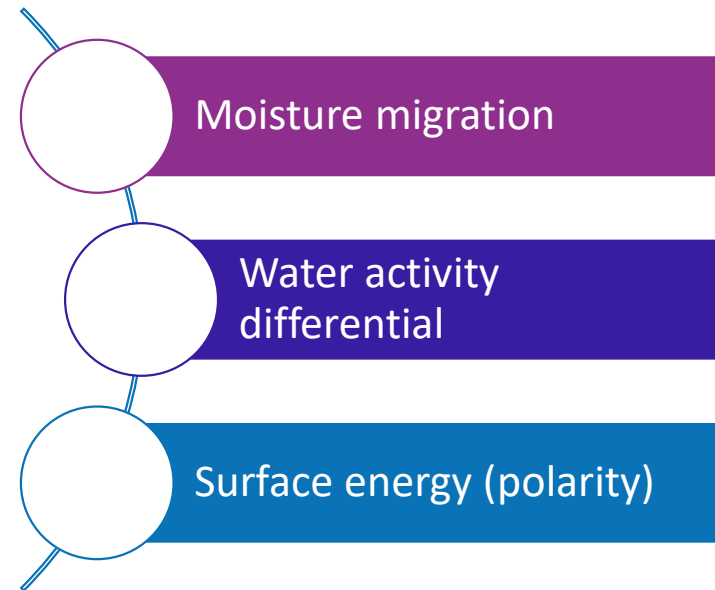 Moisture migration
Water activity
differential
Surface energy (polarity)